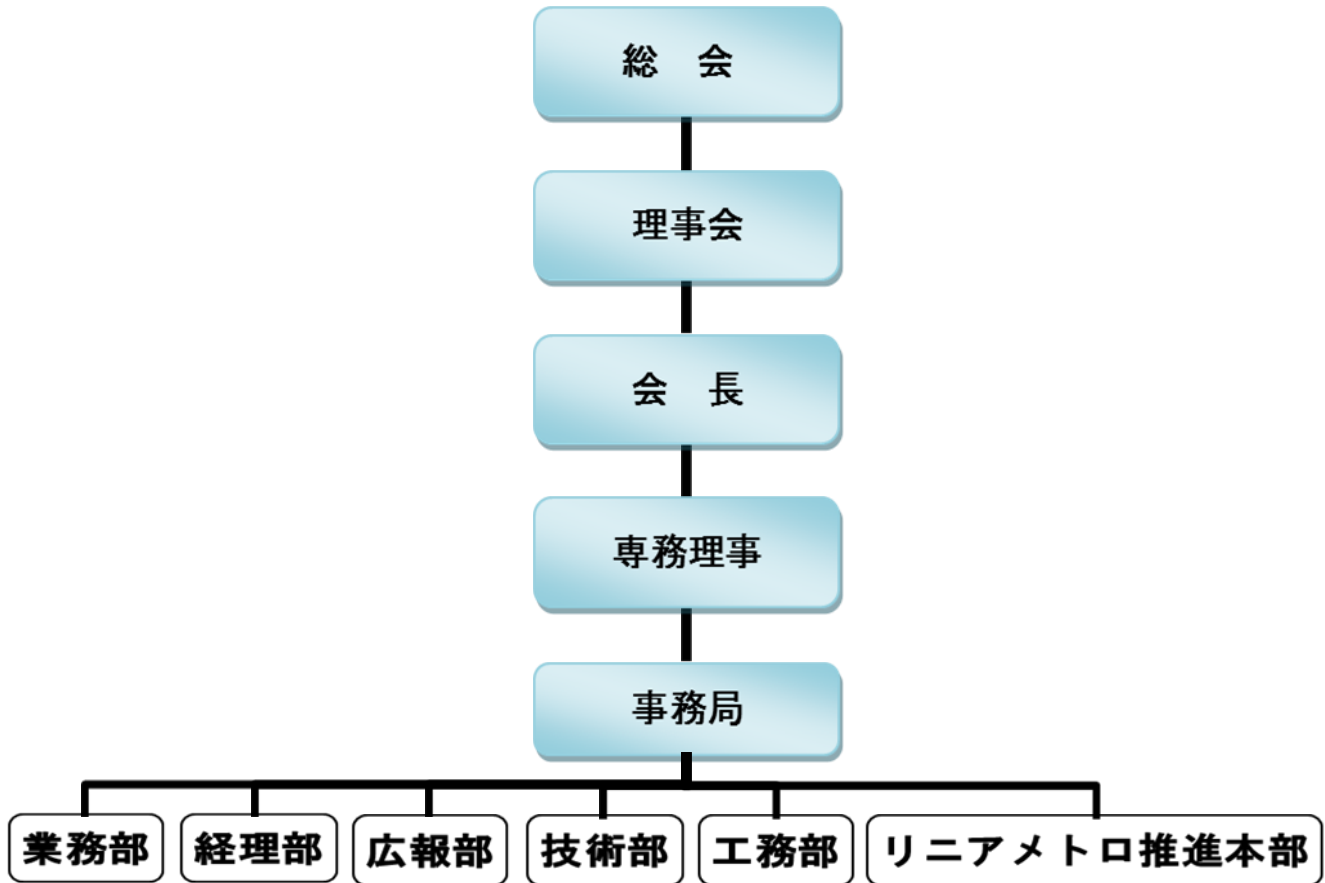 総　会
理事会
会　長
専務理事
事務局
業務部
経理部
広報部
技術部
工務部
リニアメトロ推進本部